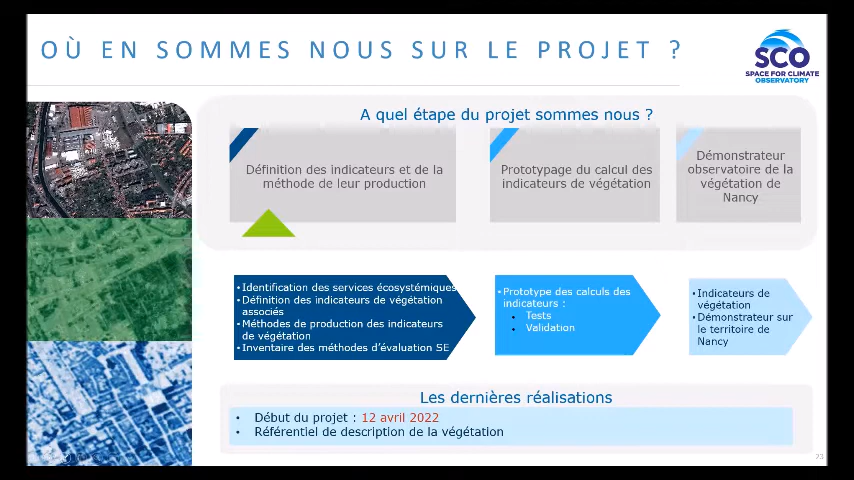 OÙ EN SOMMES NOUS SUR LE PROJET ?
SCO
SPACE FOR CLIMATE
OBSERVATORY
A quel étape du projet sommes nous ?
Définition des indicateurs et de la
méthode de leur production
Prototypage du calcul des
indicateurs de végétation
Démonstrateur
observatoire de la
végétation de
Nancy
• Identification des services écosystémiques
• Définition des indicateurs de végétation
associés
• Méthodes de production des indicateurs
de végétation
• Inventaire des méthodes d'évaluation SE
• Prototype des calculs des
indicateurs :
• Tests
• Validation
• Indicateurs de
végétation
• Démonstrateur sur
le territoire de
Nancy
Les dernières réalisations
• Début du projet : 12 avril 2022
• Référentiel de description de la végétation
23